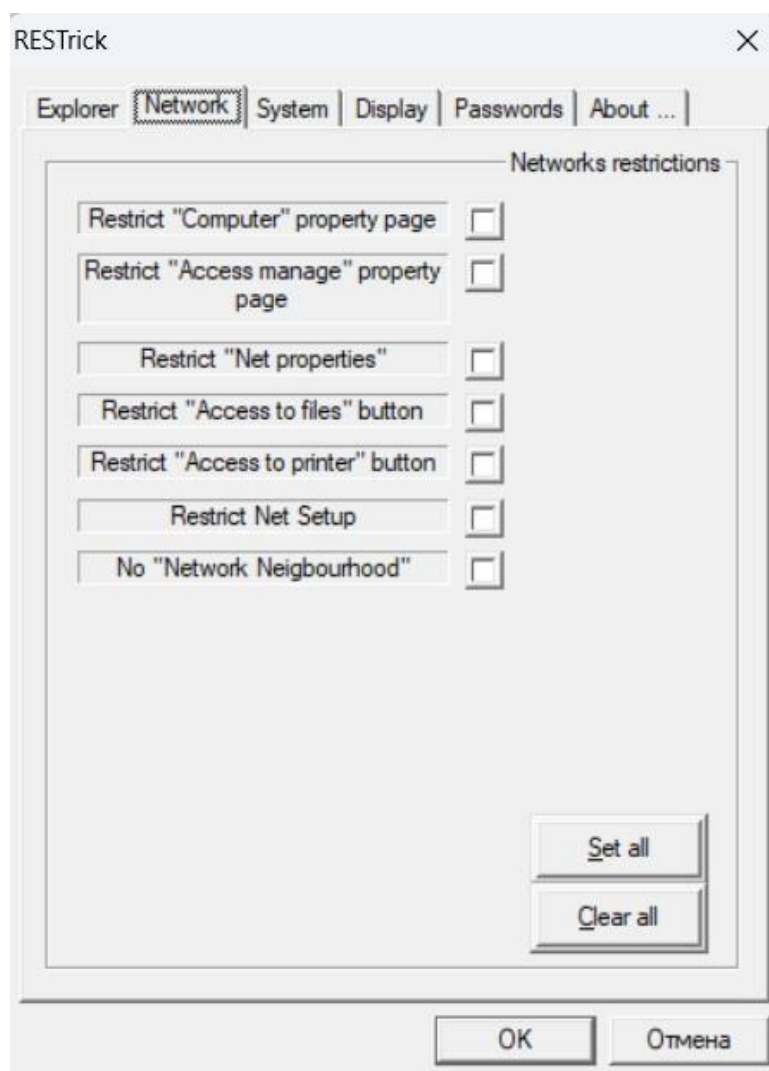 RESTrick
Explorer Network System Display Passwords About ...
Networks restrictions
Restrict "Computer" property page
Restrict "Access manage" property
page
Restrict "Net properties"
Restrict "Access to files" button
Restrict "Access to printer" button
Restrict Net Setup
No "Network Neigbourhood"
Set all
Clear all
OK Отмена